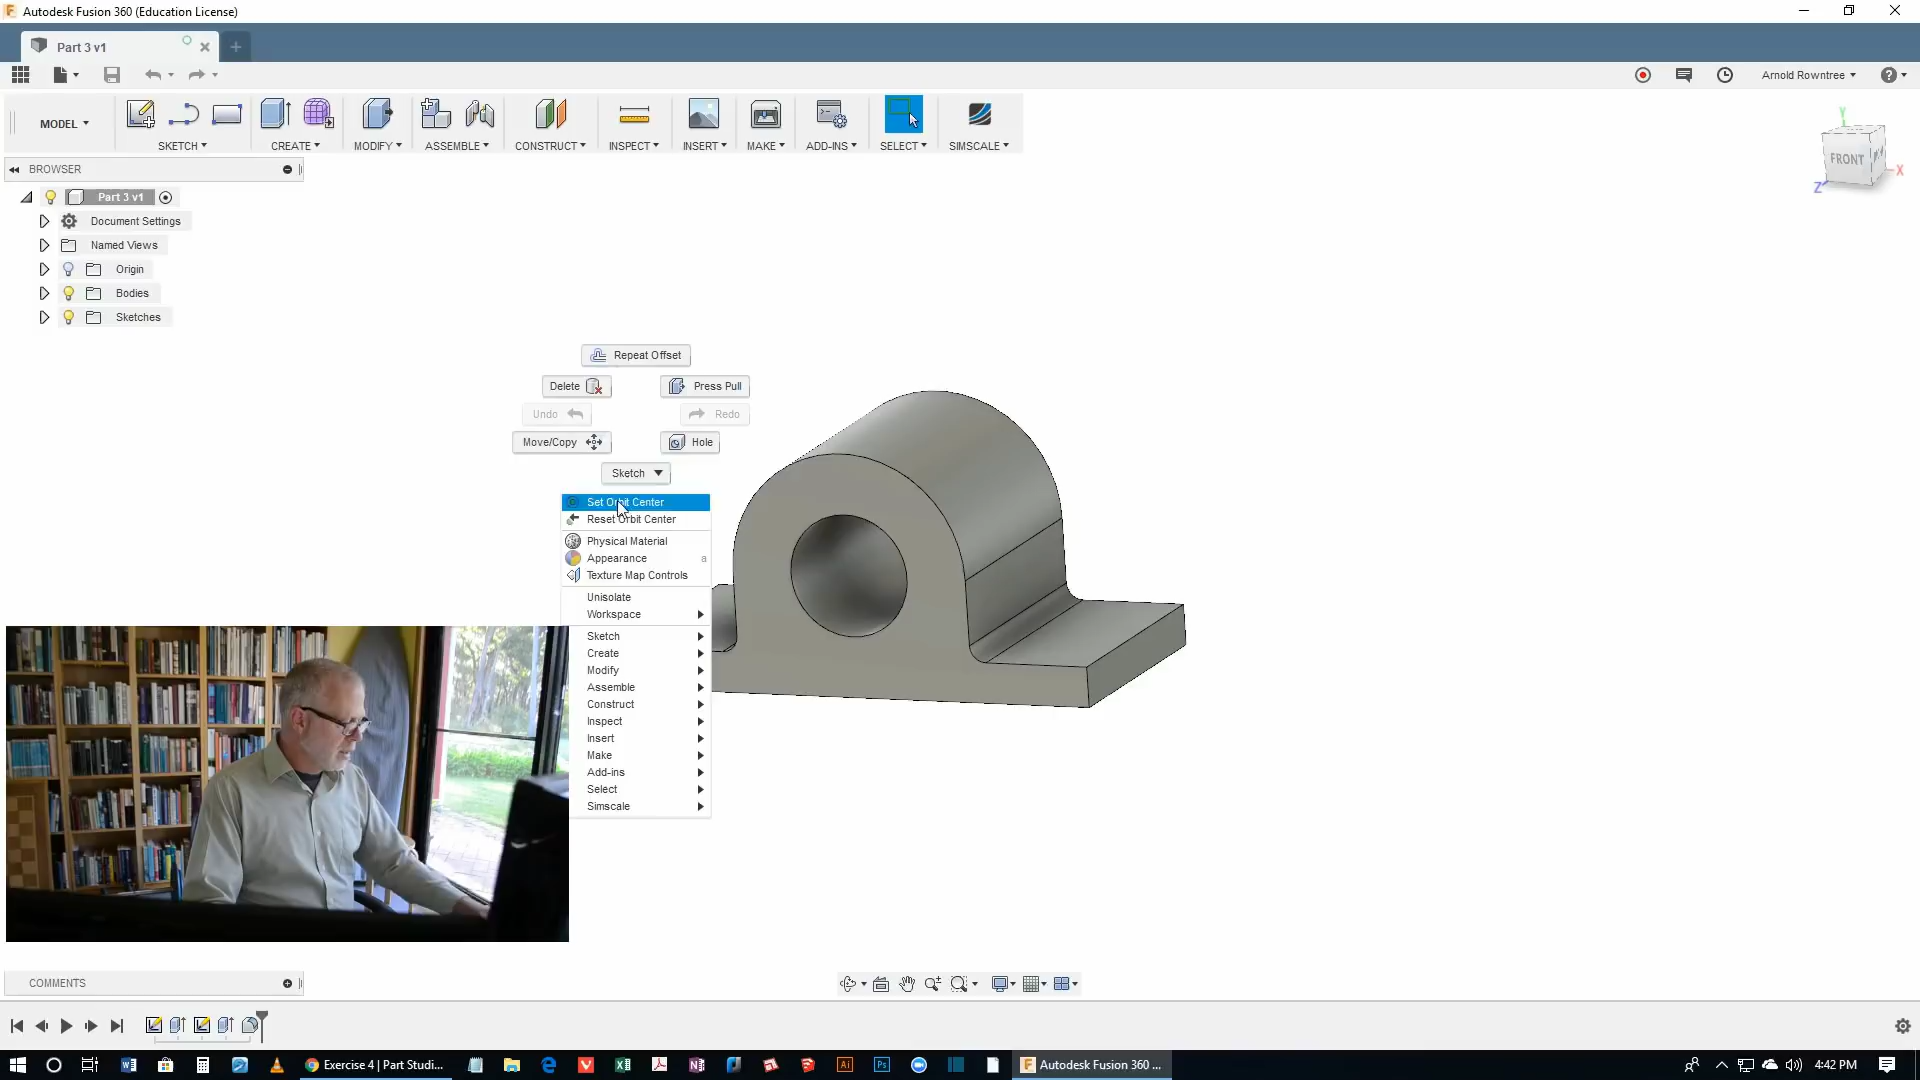 Autodesk Fusion 360 (Education License)
Part 3 v1
Arnold Rowntree
MODEL
SKETCH
CREATE
MODIFY
ASSEMBLE
CONSTRUCT
INSPECT
INSERT
MAKE
ADD-INS
SELECT
SIMSCALE
BROWSER
Part 3 v1
Document Settings
Named Views
Origin
Bodies
Sketches
Y
FRONT
X
Z
Repeat Offset
Delete
Press Pull
Undo
Redo
Move/Copy
Hole
Sketch
Set Orbit Center
Reset Orbit Center
Physical Material
Appearance a
Texture Map Controls
Unisolate
Workspace
Sketch
Create
Modify
Assemble
Construct
Inspect
Insert
Make
Add-ins
Select
Simscale
COMMENTS
Exercise 4 | Part Studi...
Autodesk Fusion 360 ...
4:42 PM